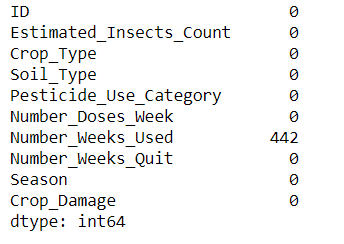 ID 0
Estimated_Insects_Count 0
Crop_Type 0
Soil_Type 0
Pesticide_Use_Category 0
Number_Doses_Week 0
Number_Weeks_Used 442
Number_Weeks_Quit 0
Season 0
Crop_Damage 0
dtype: int64